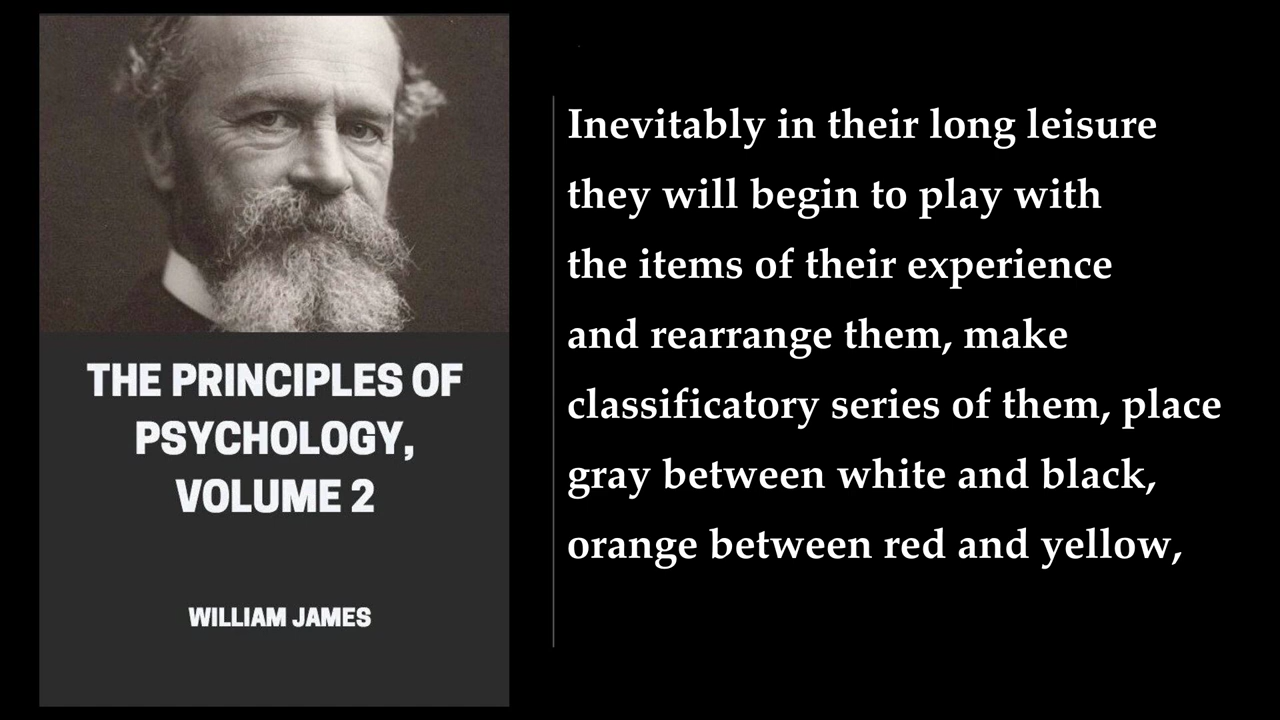 THE PRINCIPLES OF
PSYCHOLOGY,
VOLUME 2
WILLIAM JAMES
Inevitably in their long leisure
they will begin to play with
the items of their experience
and rearrange them, make
classificatory series of them, place
gray between white and black,
orange between red and yellow,